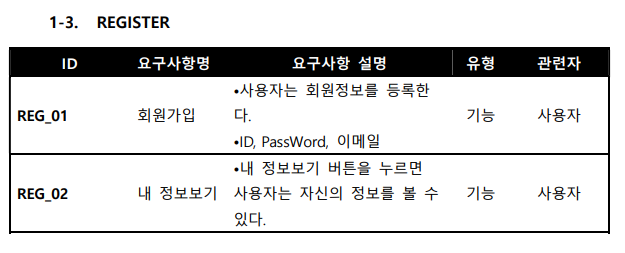 1-3. REGISTER
ID 요구사항명 요구사항 설명 유형 관련자
REG_01 회원가입 •사용자는 회원정보를 등록한
다.
•ID, PassWord, 이메일 기능 사용자
REG_02 내 정보보기 •내 정보보기 버튼을 누르면
사용자는 자신의 정보를 볼 수
있다. 기능 사용자